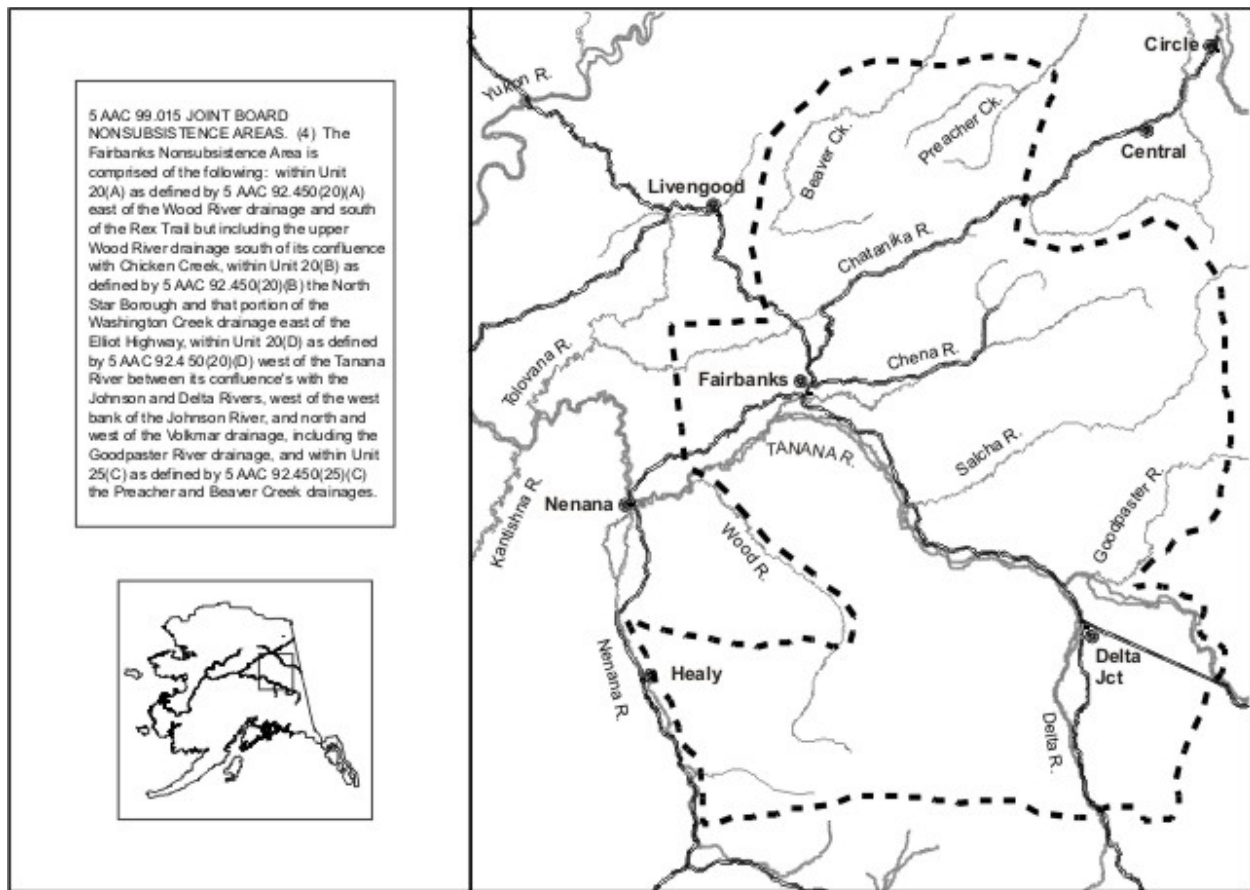 5 AAC 99.015 JOINT BOARD
NONSUBSISTENCE AREAS. (4) The
Fairbanks Nonsubsistence Area is
comprised of the following: within Unit
20(A) as defined by 5 AAC 92.450(20)(A)
east of the Wood River drainage and south
of the Rex Trail but including the upper
Wood River drainage south of its confluence
with Chicken Creek, within Unit 20(B) as
defined by 5 AAC 92.450(20)(B) the North
Star Borough and that portion of the
Washington Creek drainage east of the
Elliot Highway, within Unit 20(D) as defined
by 5 AAC 92.450(20)(D) west of the Tanana
River between its confluence's with the
Johnson and Delta Rivers, west of the west
bank of the Johnson River, and north and
west of the Volkmar drainage, including the
Goodpaster River drainage, and within Unit
25(C) as defined by 5 AAC 92.450(25)(C)
the Preacher and Beaver Creek drainages.
Circle
Yukon R.
Beaver Ck.
Preacher Ck.
Central
Livengood
Chatanika R.
Tolovana R.
Chena R.
Fairbanks
TANANA R.
Salcha R.
Goodpaster R.
Nenana
Kantishna R.
Wood R.
Nenana R.
Healy
Delta
Jct
Delta R.